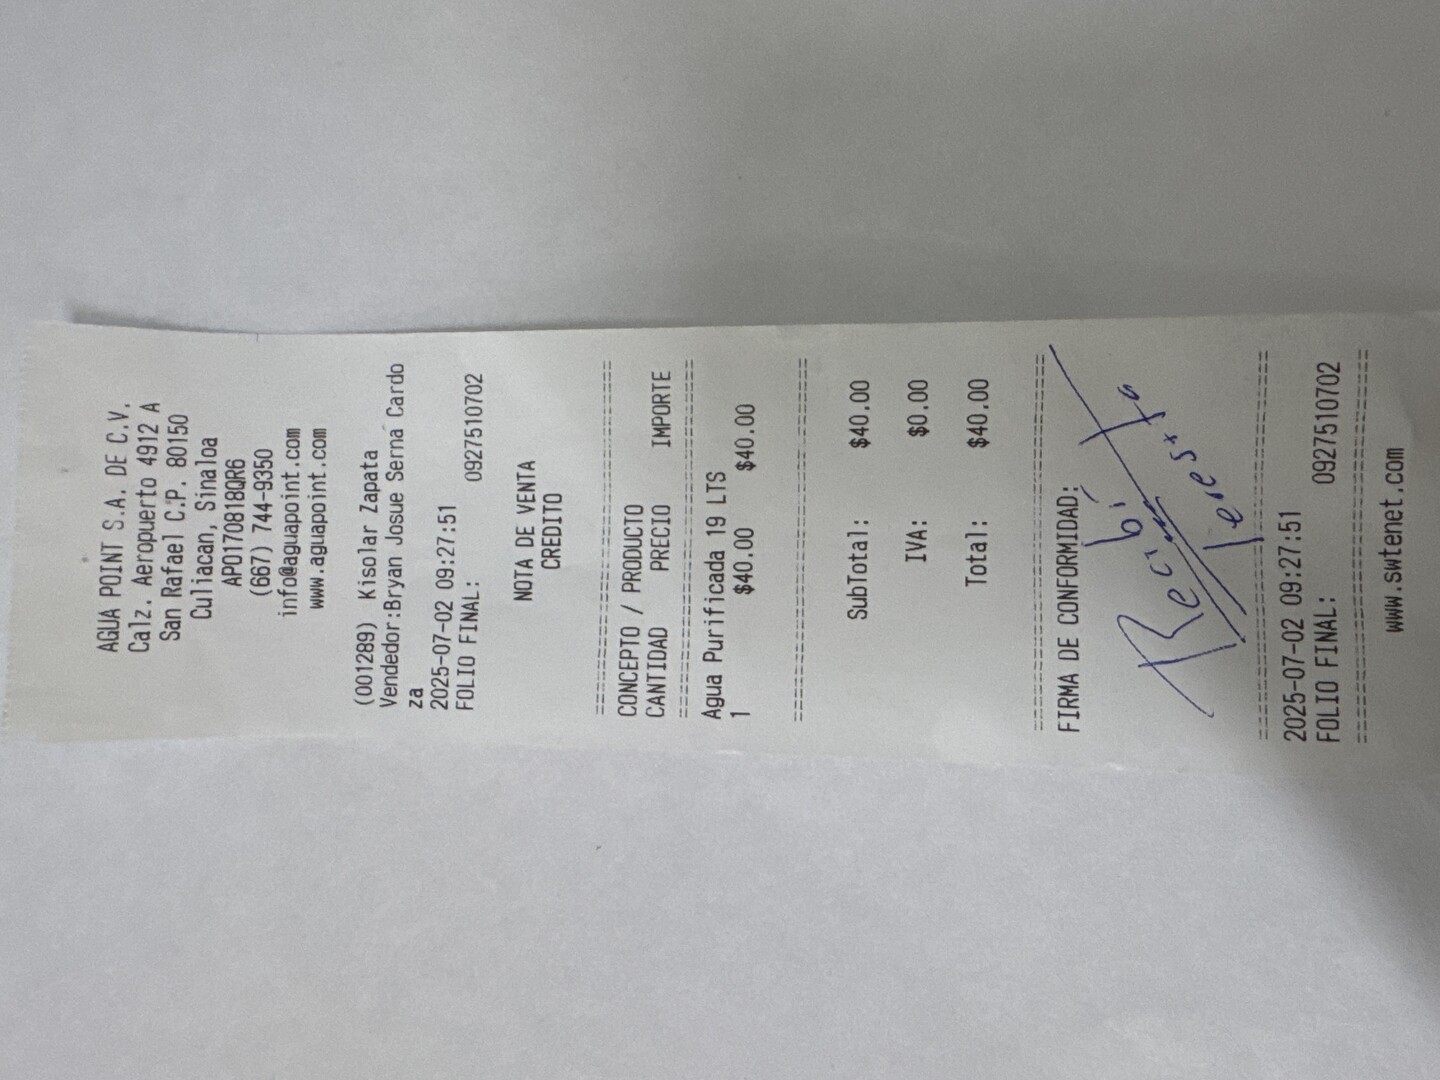 AGUA POINT S.A. DE C.V.
Calz. Aeropuerto 4912 A
San Rafael C.P. 80150
Culiacan, Sinaloa
APO170818QR6
(667) 744-9350
info@aguapoint.com
www.aguapoint.com
(001289) Kisolar Zapata
Vendedor:Bryan Josue Serna Cardo
za
2025-07-02 09:27:51
FOLIO FINAL: 0927510702
NOTA DE VENTA
CREDITO
================================
CONCEPTO / PRODUCTO
CANTIDAD PRECIO IMPORTE
================================
Agua Purificada 19 LTS
1 $40.00 $40.00
================================
SubTotal: $40.00
IVA: $0.00
Total: $40.00
================================
FIRMA DE CONFORMIDAD:
Recibí
================================
2025-07-02 09:27:51
FOLIO FINAL: 0927510702
================================
www.swtenet.com